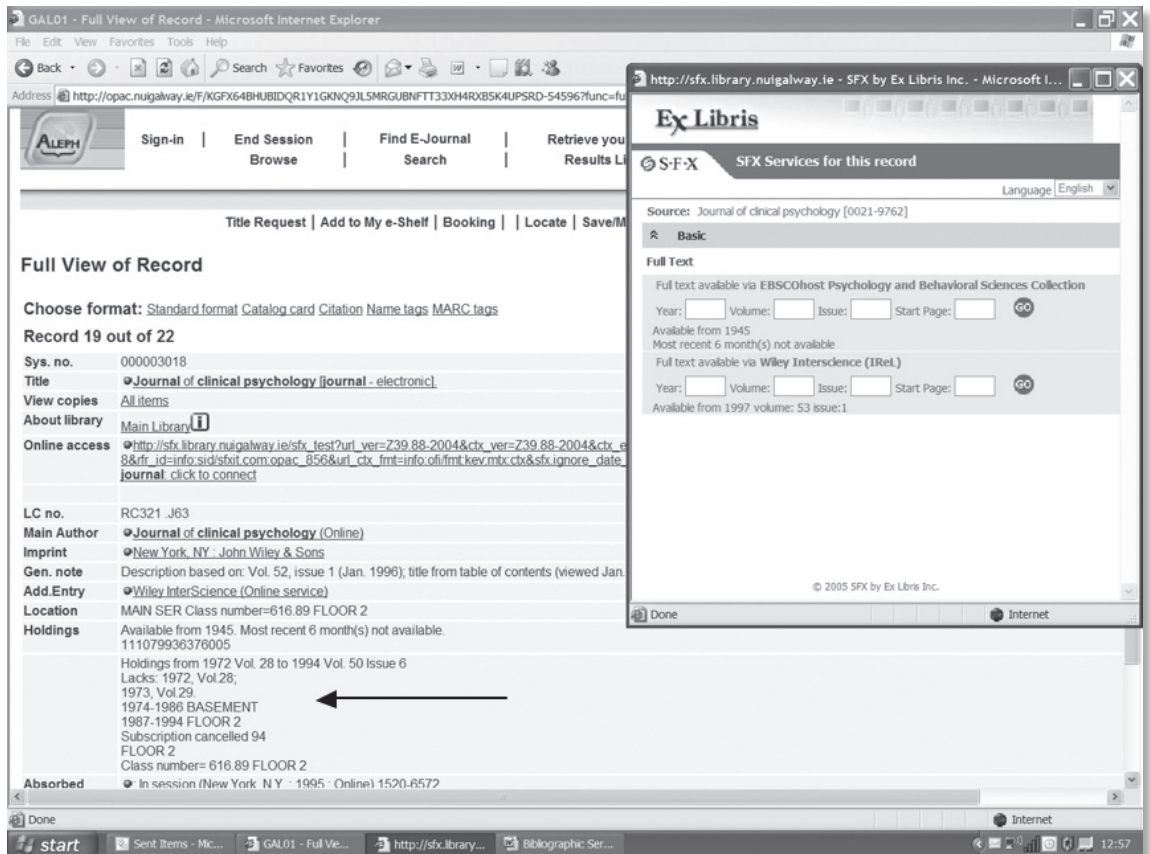 GAL01 - Full View of Record - Microsoft Internet Explorer
File Edit View Favorites Tools Help
Back Search Favorites
Address http://opac.nuigalway.ie/F/KGFX64BHUBIDQR1Y1GKNQ9JL5MRGUBNFTT33XH4RXB5K4UPSRD-54596?func=fu
ALEPH
Sign-in | End Session | Find E-Journal | Retrieve you
Browse | Search | Results Li
Title Request | Add to My e-Shelf | Booking | | Locate | Save/M
Full View of Record
Choose format: Standard format Catalog card Citation Name tags MARC tags
Record 19 out of 22
Sys. no. 000003018
Title Journal of clinical psychology [journal - electronic].
View copies All items
About library Main Library
Online access http://sfx.library.nuigalway.ie/sfx_test?url_ver=Z39.88-2004&ctx_ver=Z39.88-2004&ctx_e
8&rfr_id=info:sid/sfxit.com:opac_856&url_ctx_fmt=info:ofi/fmt:kev:mtx:ctx&sfx.ignore_date_
journal: click to connect
LC no. RC321 .J63
Main Author Journal of clinical psychology (Online)
Imprint New York, NY : John Wiley & Sons
Gen. note Description based on: Vol. 52, issue 1 (Jan. 1996); title from table of contents (viewed Jan.
Add.Entry Wiley InterScience (Online service)
Location MAIN SER Class number=616.89 FLOOR 2
Holdings Available from 1945. Most recent 6 month(s) not available.
111079936376005
Holdings from 1972 Vol. 28 to 1994 Vol. 50 Issue 6
Lacks: 1972, Vol.28;
1973, Vol.29.
1974-1986 BASEMENT
1987-1994 FLOOR 2
Subscription cancelled 94
FLOOR 2
Class number= 616.89 FLOOR 2
Absorbed : In session (New York, N.Y. : 1995 : Online) 1520-6572
Done Internet
http://sfx.library.nuigalway.ie - SFX by Ex Libris Inc. - Microsoft I...
Ex Libris
S·F·X SFX Services for this record
Language English
Source: Journal of clinical psychology [0021-9762]
Basic
Full Text
Full text available via EBSCOhost Psychology and Behavioral Sciences Collection
Year: Volume: Issue: Start Page: GO
Available from 1945
Most recent 6 month(s) not available
Full text available via Wiley Interscience (IReL)
Year: Volume: Issue: Start Page: GO
Available from 1997 volume: 53 issue:1
© 2005 SFX by Ex Libris Inc.
Done Internet
start Sent Items - Mic... GAL01 - Full Vie... http://sfx.library... Bibliographic Ser... 12:57